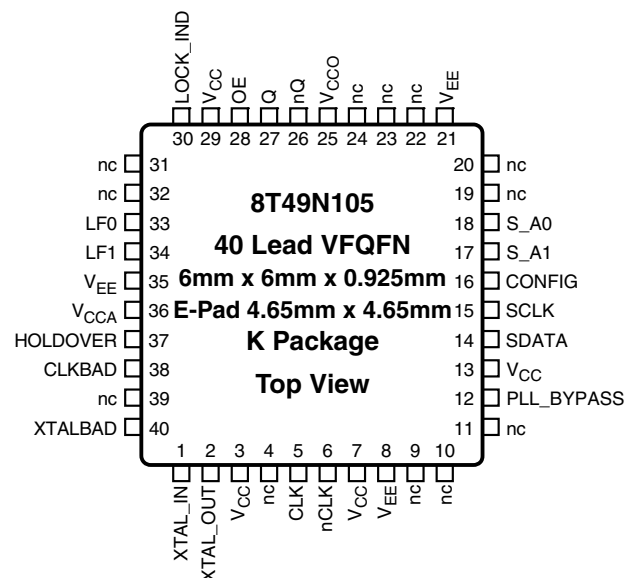 LOCK_IND
VCC
OE
Q
nQ
VCCO
nc
nc
nc
VEE
30 29 28 27 26 25 24 23 22 21
nc 31
nc 32
LF0 33
LF1 34
VEE 35
VCCA 36
HOLDOVER 37
CLKBAD 38
nc 39
XTALBAD 40
8T49N105
40 Lead VFQFN
6mm x 6mm x 0.925mm
E-Pad 4.65mm x 4.65mm
K Package
Top View
20 nc
19 nc
18 S_A0
17 S_A1
16 CONFIG
15 SCLK
14 SDATA
13 VCC
12 PLL_BYPASS
11 nc
1 2 3 4 5 6 7 8 9 10
XTAL_IN
XTAL_OUT
VCC
nc
CLK
nCLK
VCC
VEE
nc
nc